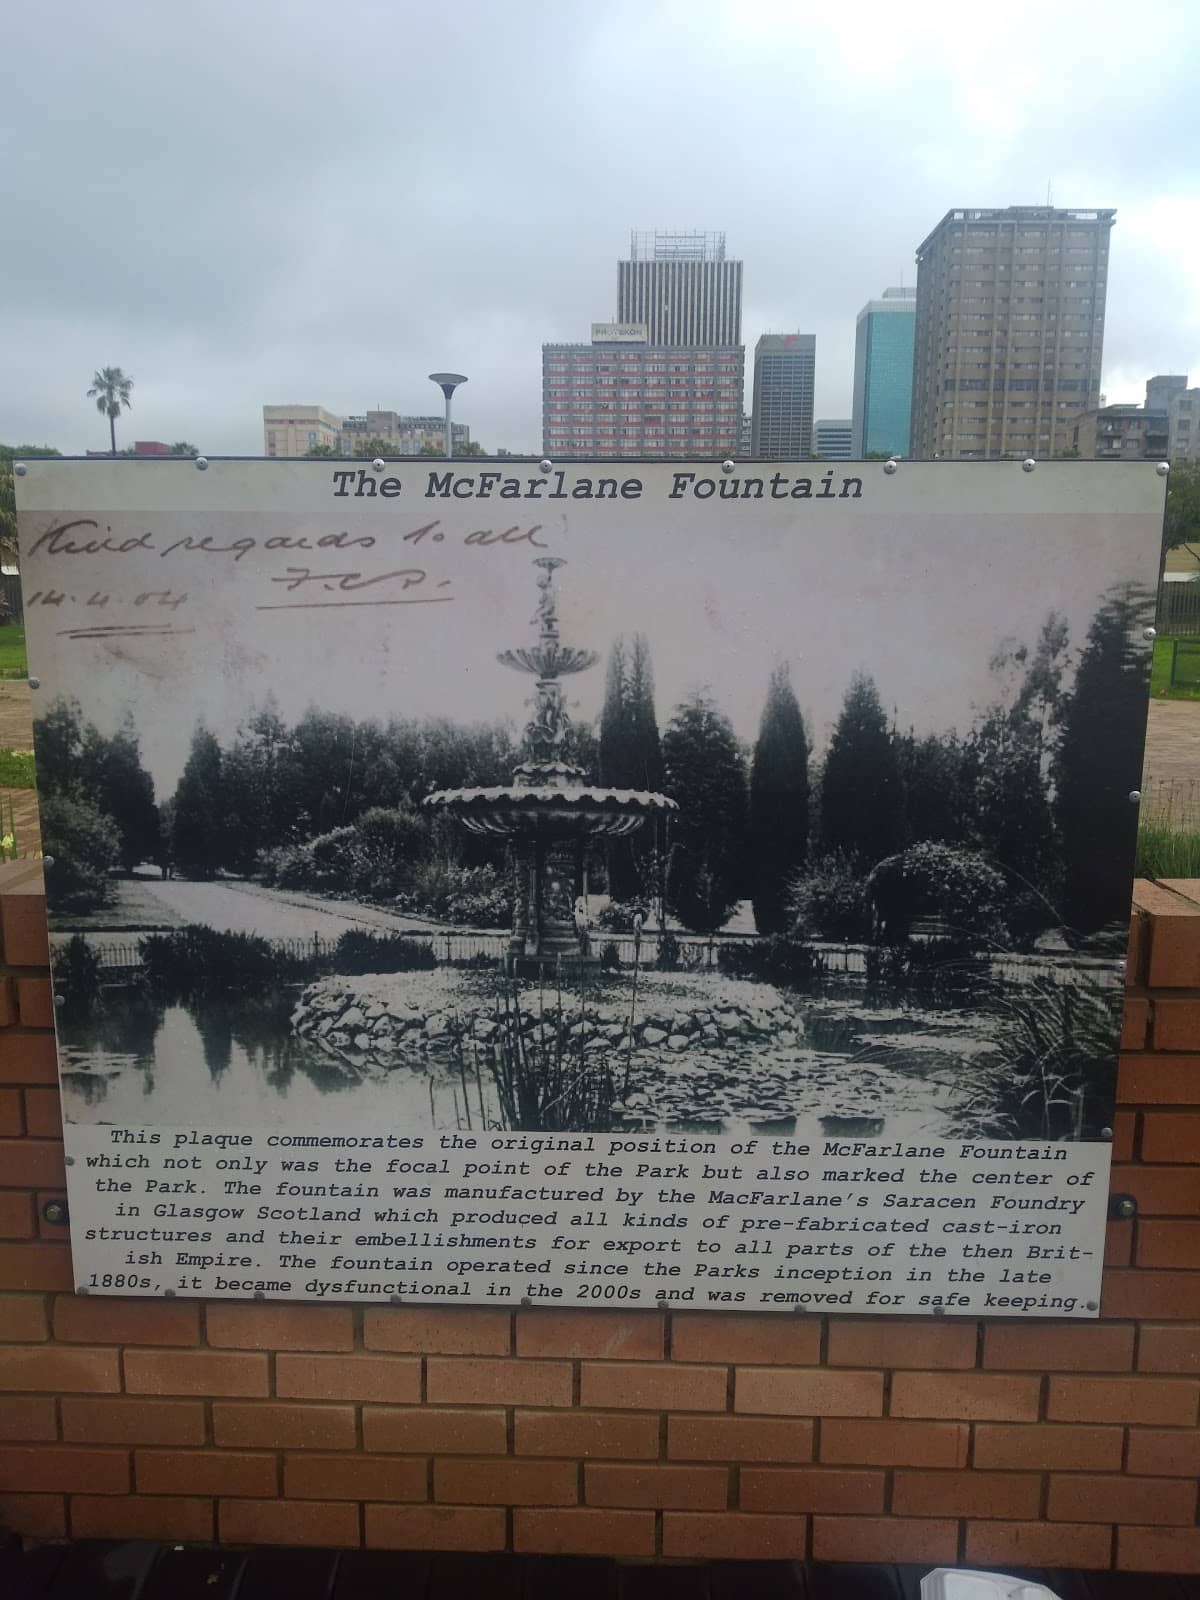 The McFarlane Fountain
Kind regards to all
14.4.04
This plaque commemorates the original position of the McFarlane Fountain
which not only was the focal point of the Park but also marked the center of
the Park. The fountain was manufactured by the MacFarlane's Saracen Foundry
in Glasgow Scotland which produced all kinds of pre-fabricated cast-iron
structures and their embellishments for export to all parts of the then Brit-
ish Empire. The fountain operated since the Parks inception in the late
1880s, it became dysfunctional in the 2000s and was removed for safe keeping.